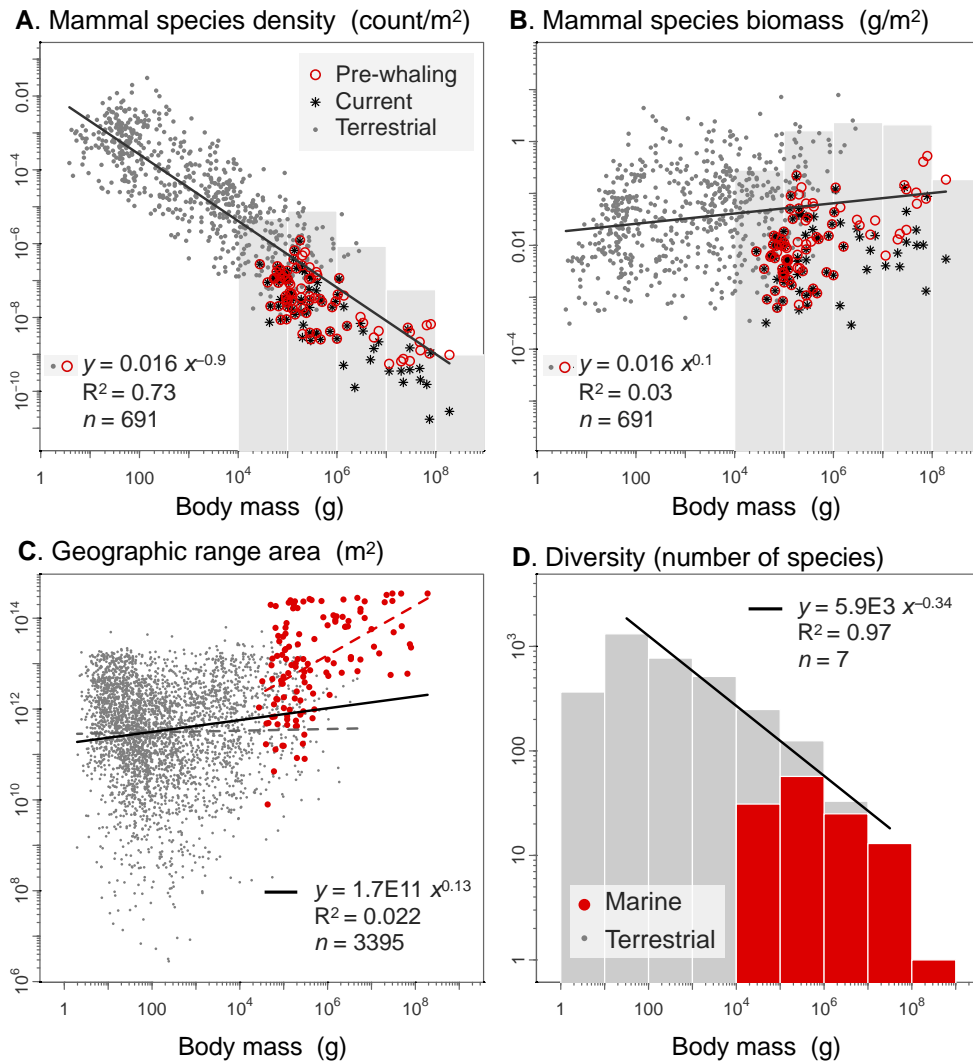 A. Mammal species density (count/m²)
0.01
10⁻⁴
10⁻⁶
10⁻⁸
10⁻¹⁰
Pre-whaling
Current
Terrestrial
y = 0.016 x⁻⁰·⁹
R² = 0.73
n = 691
1 100 10⁴ 10⁶ 10⁸
Body mass (g)
B. Mammal species biomass (g/m²)
1
0.01
10⁻⁴
y = 0.016 x⁰·¹
R² = 0.03
n = 691
1 100 10⁴ 10⁶ 10⁸
Body mass (g)
C. Geographic range area (m²)
10¹⁴
10¹²
10¹⁰
10⁸
10⁶
y = 1.7E11 x⁰·¹³
R² = 0.022
n = 3395
1 100 10⁴ 10⁶ 10⁸
Body mass (g)
D. Diversity (number of species)
10³
100
10
1
y = 5.9E3 x⁻⁰·³⁴
R² = 0.97
n = 7
Marine
Terrestrial
1 100 10⁴ 10⁶ 10⁸
Body mass (g)